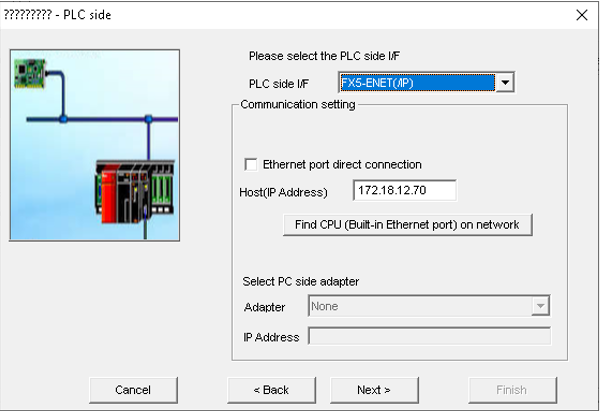 ????????? - PLC side
Please select the PLC side I/F
PLC side I/F FX5-ENET(/IP)
Communication setting
Ethernet port direct connection
Host(IP Address) 172.18.12.70
Find CPU (Built-in Ethernet port) on network
Select PC side adapter
Adapter None
IP Address
Cancel < Back Next > Finish